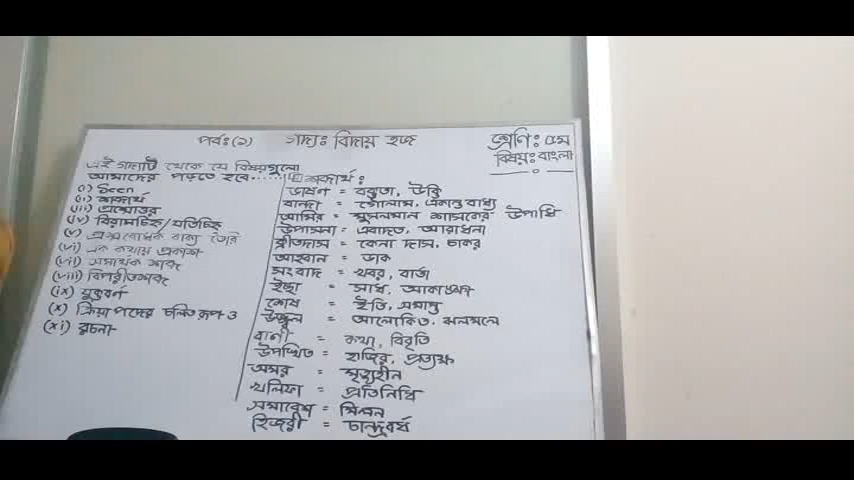 পর্ব:(১) গদ্য: বিদায় হজ
শ্রেণি: ৫ম
বিষয়: বাংলা
এই গদ্যটি থেকে যে বিষয়গুলো
আমাদের পড়তে হবে.....
(i) Seen
(ii) শব্দার্থ
(iii) প্রশ্নোত্তর
(iv) বিরামচিহ্ন/যতিচিহ্ন
(v) প্রশ্নবোধক বাক্য তৈরি
(vi) এক কথায় প্রকাশ
(vii) সমার্থক শব্দ
(viii) বিপরীতশব্দ
(ix) যুক্তবর্ণ
(x) ক্রিয়া পদের চলিত রূপ ও
(xi) রচনা
শব্দার্থ:
ভাষণ = বক্তৃতা, উক্তি
বান্দা = গোলাম, একান্ত বাধ্য
আমির = মুসলমান শাসকের উপাধি
উপাসনা = এবাদত, আরাধনা
ক্রীতদাস = কেনা দাস, চাকর
আহবান = ডাক
সংবাদ = খবর, বার্তা
ইচ্ছা = সাধ, আকাঙ্ক্ষা
শেষ = ইতি, সমাপ্ত
উজ্জ্বল = আলোকিত, ঝলমলে
বাণী = কথা, বিবৃতি
উপস্থিত = হাজির, প্রত্যক্ষ
অমর = মৃত্যুহীন
খলিফা = প্রতিনিধি
সমাবেশ = মিলন
হিজরী = চান্দ্রবর্ষ